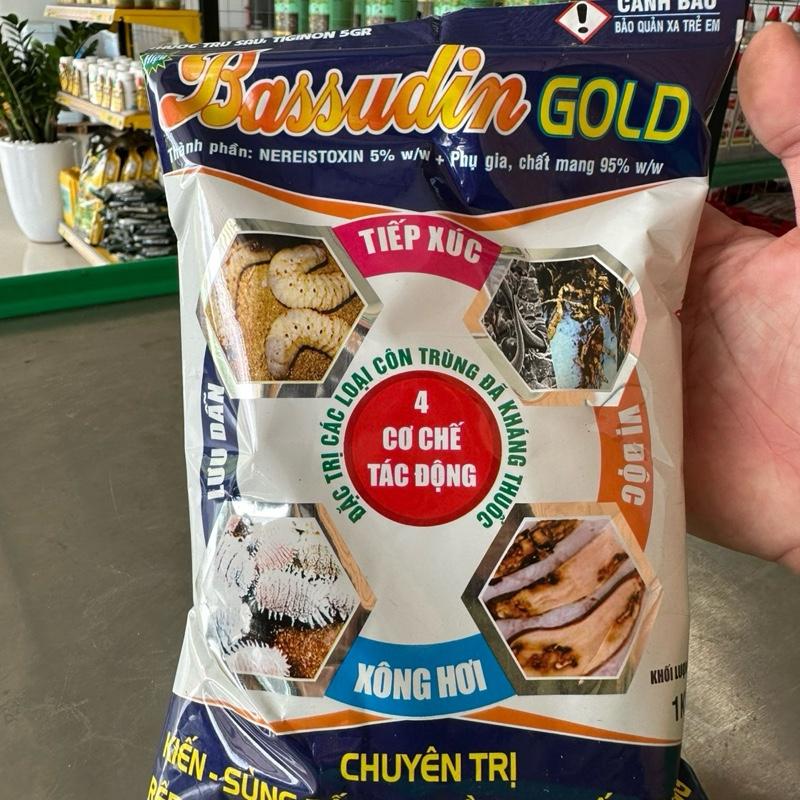 THUỐC TRỪ SÂU: TIGINON 5GR
CẢNH BÁO
BẢO QUẢN XA TRẺ EM
Bassudin GOLD
Thành phần: NEREISTOXIN 5% w/w + Phụ gia, chất mang 95% w/w
TIẾP XÚC
LƯU DẪN
ĐẶC TRỊ CÁC LOẠI CÔN TRÙNG ĐÃ KHÁNG THUỐC
4
CƠ CHẾ
TÁC ĐỘNG
VỊ ĐỘC
XÔNG HƠI
KHỐI
1
CHUYÊN TRỊ
KIẾN - SÙNG